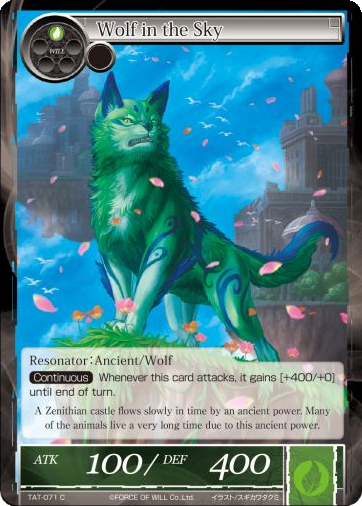 Wolf in the Sky
WILL
Resonator：Ancient/Wolf
Continuous Whenever this card attacks, it gains [+400/+0]
until end of turn.
A Zenithian castle flows slowly in time by an ancient power. Many
of the animals live a very long time due to this ancient power.
ATK 100/ DEF 400
TAT-071 C ©FORCE OF WILL Co.,Ltd. イラスト/スギカワタクミ